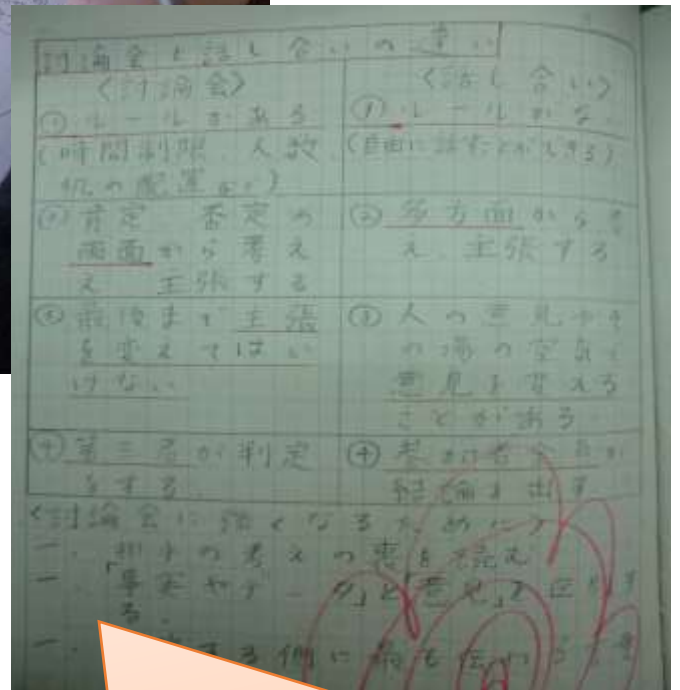 討論会と話し合いの違い
〈討論会〉
①ルールがある
(時間制限、人数、
机の配置など)
②肯定、否定の
両面から考え
え、主張する
③最後まで主張
を変えてはい
けない
④第三者が判定
をする。
〈話し合い〉
①ルールがな
(自由に話すことができる)
②多方面から考
え、主張する
③人の意見やそ
の場の空気で
意見を変える
ことがある
④参加者全員が
結論を出す
〈討論会に強くなるために〉
一、相手の考えの裏を読む
一、「事実やデータ」と「意見」を区別す
る。